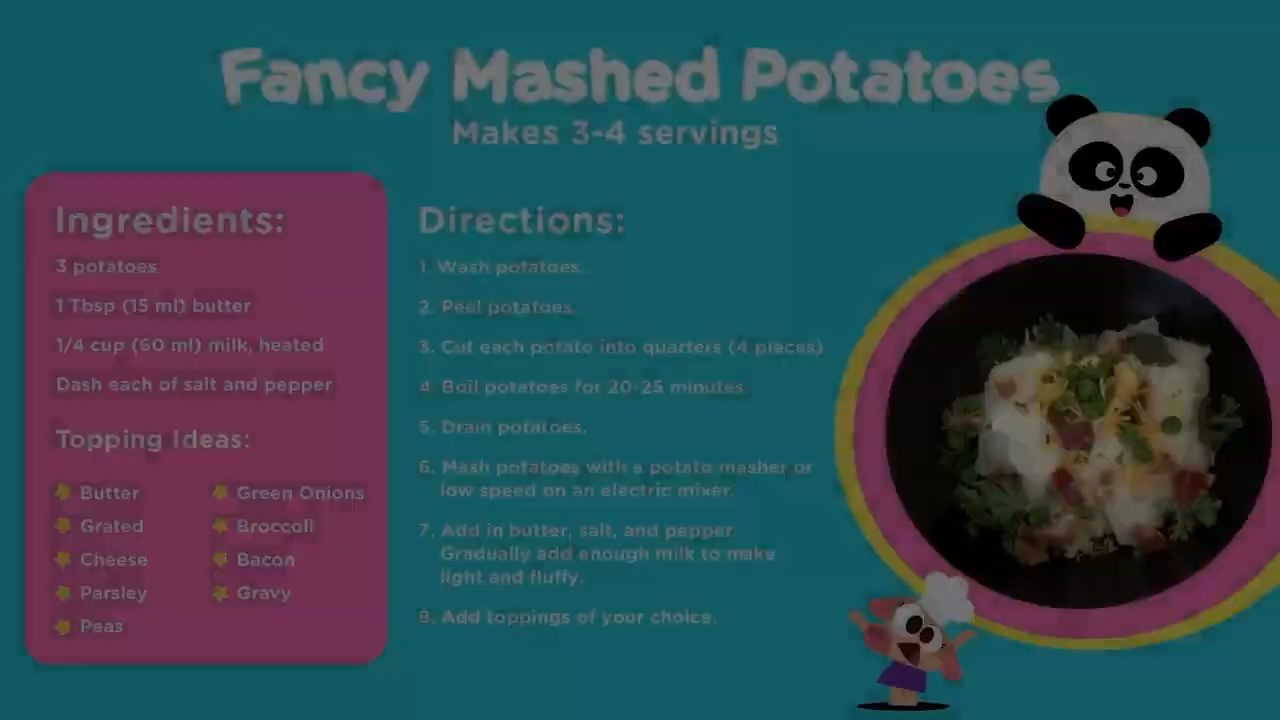 Fancy Mashed Potatoes
Makes 3-4 servings
Ingredients:
3 potatoes
1 Tbsp (15 ml) butter
1/4 cup (60 ml) milk, heated
Dash each of salt and pepper
Topping Ideas:
Butter
Grated
Cheese
Parsley
Peas
Green Onions
Broccoli
Bacon
Gravy
Directions:
1. Wash potatoes.
2. Peel potatoes.
3. Cut each potato into quarters (4 pieces)
4. Boil potatoes for 20-25 minutes.
5. Drain potatoes.
6. Mash potatoes with a potato masher or
low speed on an electric mixer.
7. Add in butter, salt, and pepper.
Gradually add enough milk to make
light and fluffy.
8. Add toppings of your choice.